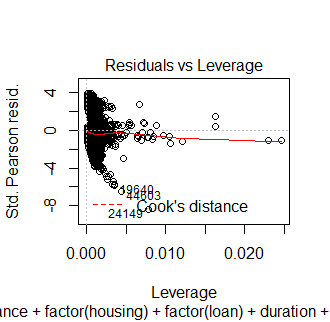 Residuals vs Leverage
Std. Pearson resid.
4
0
-4
-8
49640
44603
24149
Cook's distance
0.000
0.010
0.020
Leverage
ance + factor(housing) + factor(loan) + duration +